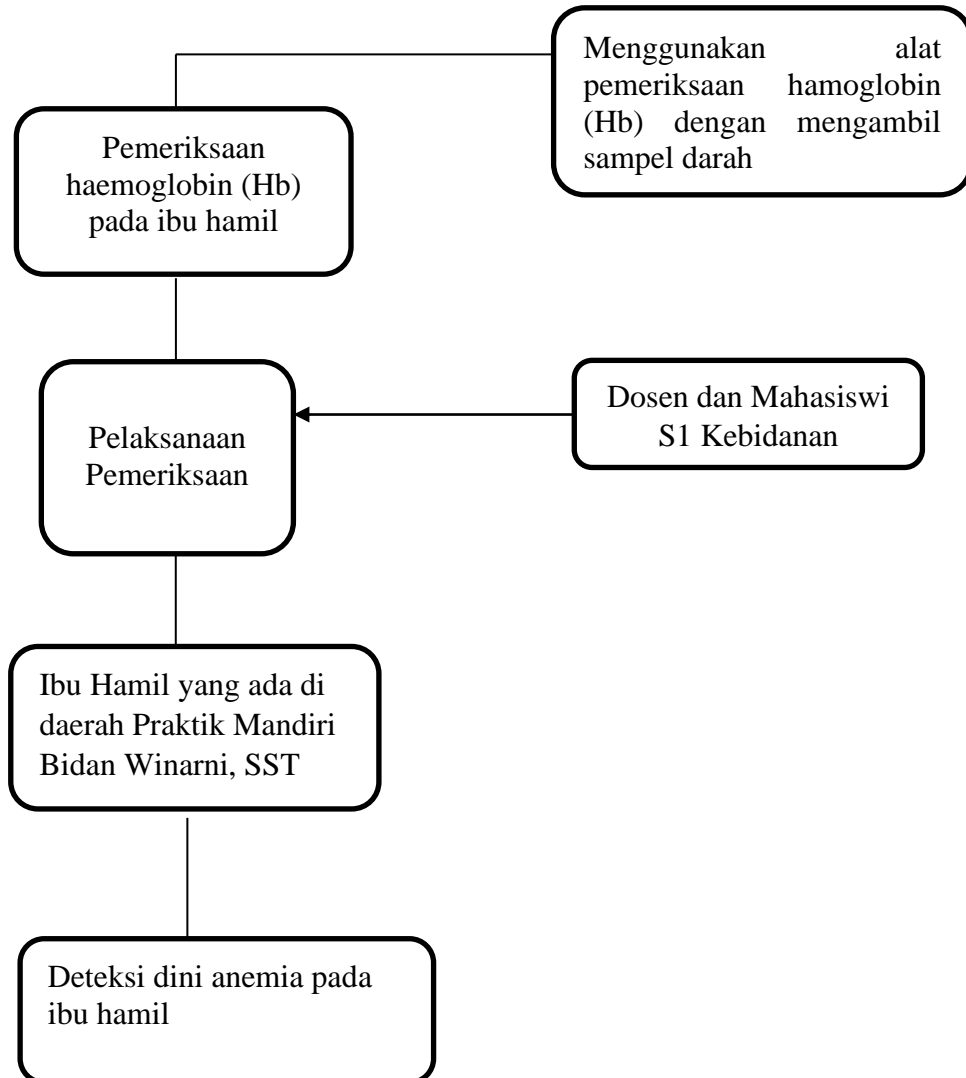 Menggunakan alat
pemeriksaan hamoglobin
(Hb) dengan mengambil
sampel darah
Pemeriksaan
haemoglobin (Hb)
pada ibu hamil
Pelaksanaan
Pemeriksaan
Dosen dan Mahasiswi
S1 Kebidanan
Ibu Hamil yang ada di
daerah Praktik Mandiri
Bidan Winarni, SST
Deteksi dini anemia pada
ibu hamil